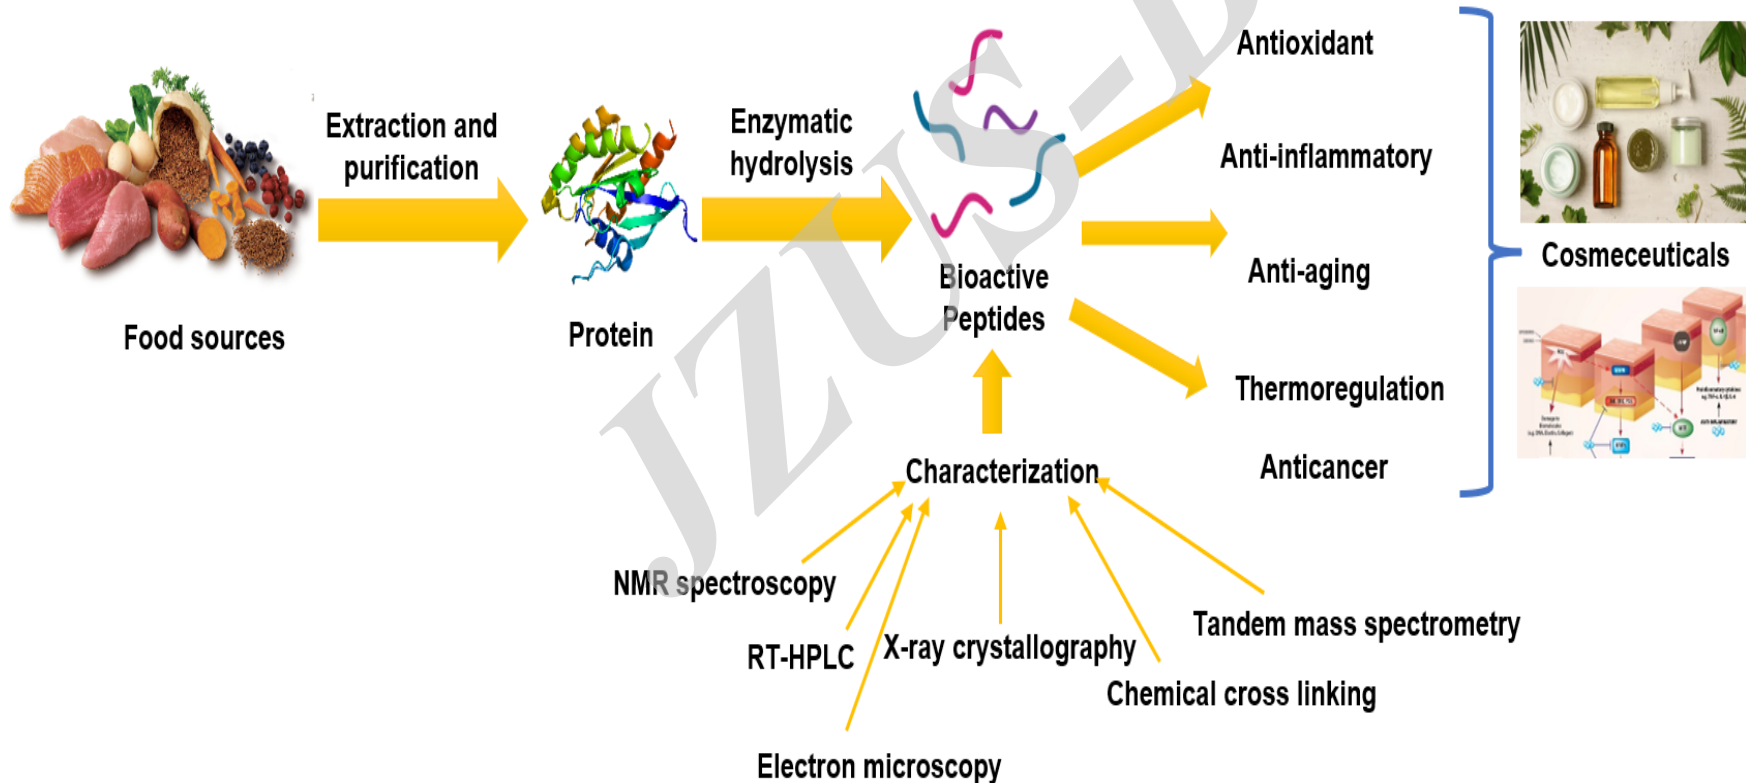 Extraction and
purification
Enzymatic
hydrolysis
Food sources
Protein
Bioactive
Peptides
Antioxidant
Anti-inflammatory
Anti-aging
Thermoregulation
Anticancer
Cosmeceuticals
Characterization
NMR spectroscopy
RT-HPLC
X-ray crystallography
Tandem mass spectrometry
Chemical cross linking
Electron microscopy